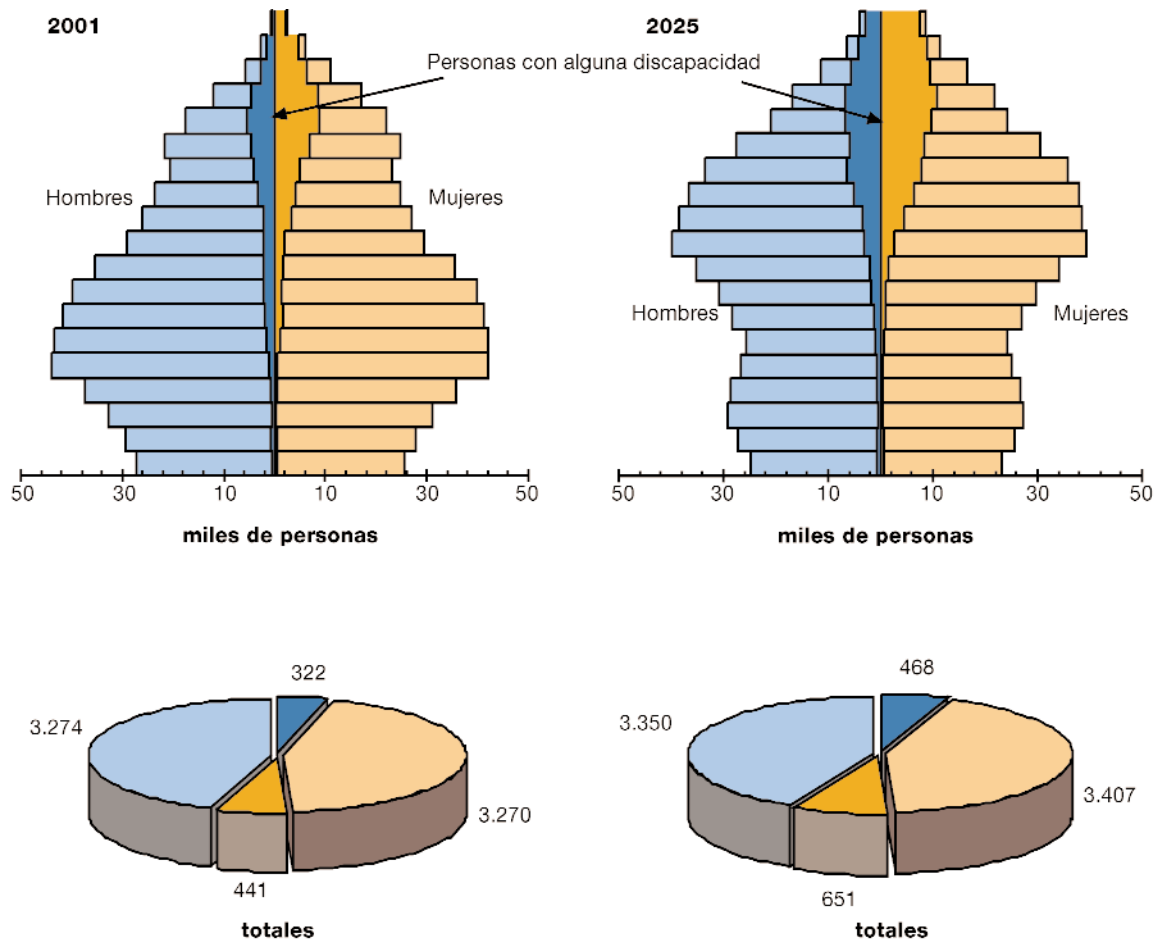 2001
2025
Personas con alguna discapacidad
Hombres
Mujeres
Hombres
Mujeres
50 30 10 10 30 50
50 30 10 10 30 50
miles de personas
miles de personas
322
468
3.274
3.350
3.270
3.407
441
651
totales
totales